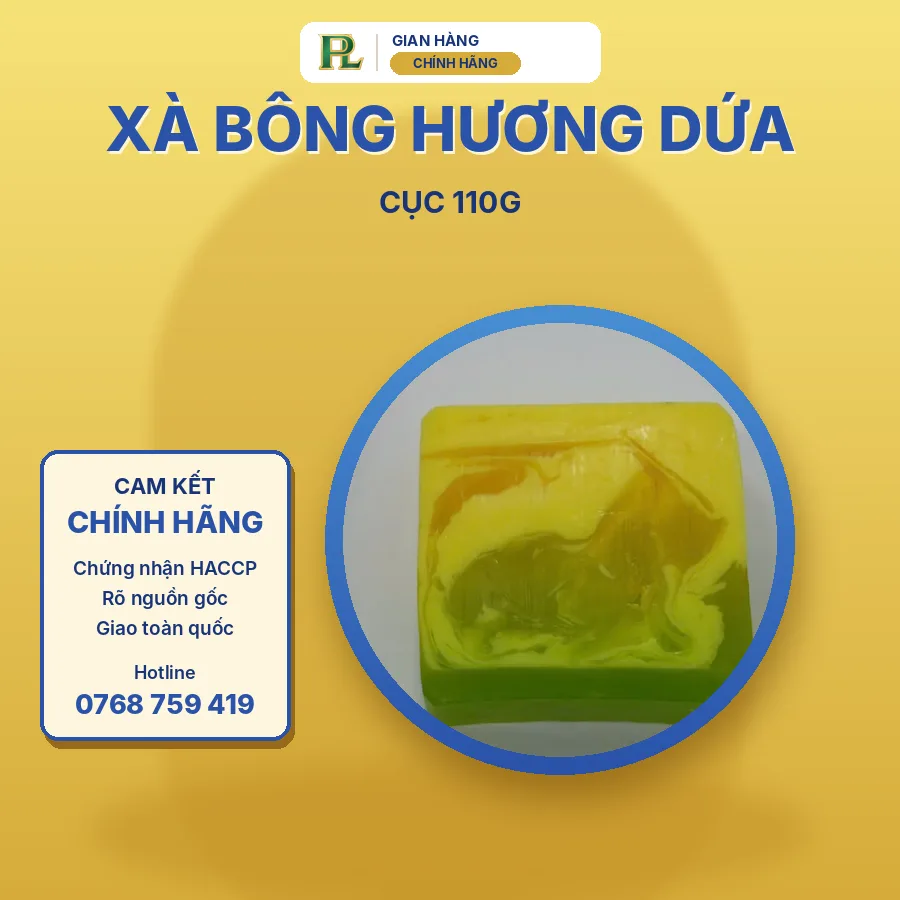 PL
GIAN HÀNG
CHÍNH HÃNG
XÀ BÔNG HƯƠNG DỨA
CỤC 110G
CAM KẾT
CHÍNH HÃNG
Chứng nhận HACCP
Rõ nguồn gốc
Giao toàn quốc
Hotline
0768 759 419